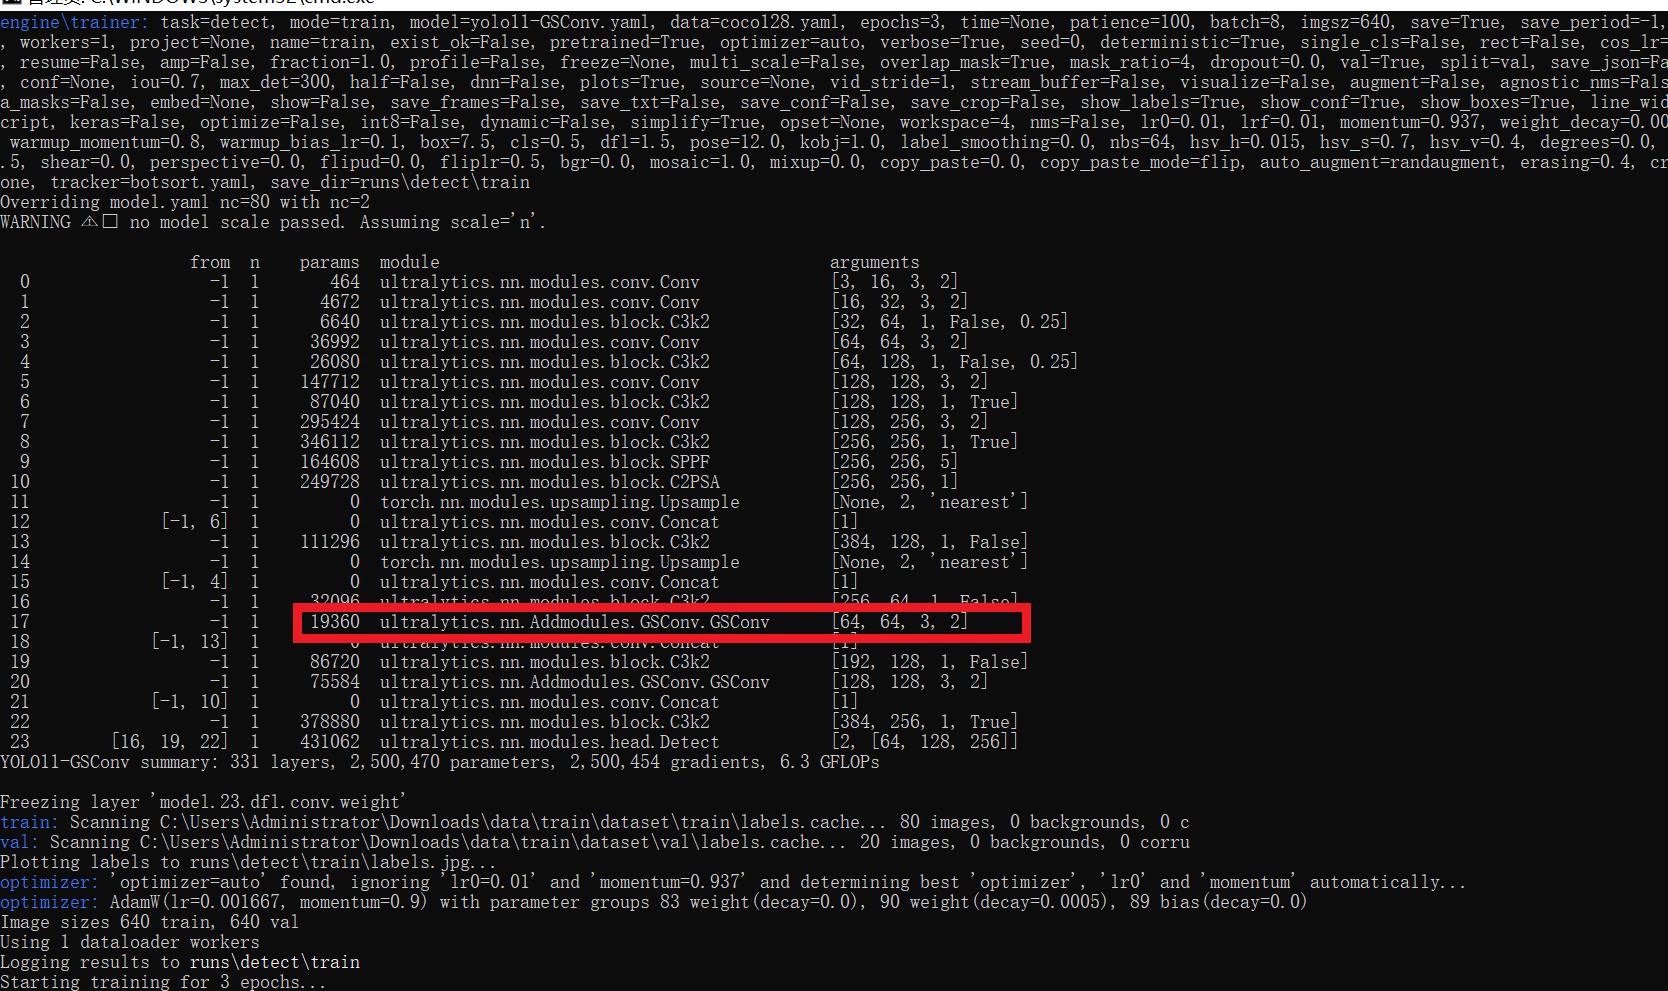 管理员: C:\WINDOWS\system32\cmd.exe
engine\trainer: task=detect, mode=train, model=yolo11-GSConv.yaml, data=coco128.yaml, epochs=3, time=None, patience=100, batch=8, imgsz=640, save=True, save_period=-1,
, workers=1, project=None, name=train, exist_ok=False, pretrained=True, optimizer=auto, verbose=True, seed=0, deterministic=True, single_cls=False, rect=False, cos_lr=
, resume=False, amp=False, fraction=1.0, profile=False, freeze=None, multi_scale=False, overlap_mask=True, mask_ratio=4, dropout=0.0, val=True, split=val, save_json=Fa
, conf=None, iou=0.7, max_det=300, half=False, dnn=False, plots=True, source=None, vid_stride=1, stream_buffer=False, visualize=False, augment=False, agnostic_nms=Fals
a_masks=False, embed=None, show=False, save_frames=False, save_txt=False, save_conf=False, save_crop=False, show_labels=True, show_conf=True, show_boxes=True, line_wid
cript, keras=False, optimize=False, int8=False, dynamic=False, simplify=True, opset=None, workspace=4, nms=False, lr0=0.01, lrf=0.01, momentum=0.937, weight_decay=0.00
 warmup_momentum=0.8, warmup_bias_lr=0.1, box=7.5, cls=0.5, dfl=1.5, pose=12.0, kobj=1.0, label_smoothing=0.0, nbs=64, hsv_h=0.015, hsv_s=0.7, hsv_v=0.4, degrees=0.0,
.5, shear=0.0, perspective=0.0, flipud=0.0, fliplr=0.5, bgr=0.0, mosaic=1.0, mixup=0.0, copy_paste=0.0, copy_paste_mode=flip, auto_augment=randaugment, erasing=0.4, cr
one, tracker=botsort.yaml, save_dir=runs\detect\train
Overriding model.yaml nc=80 with nc=2
WARNING ⚠□ no model scale passed. Assuming scale='n'.
from n params module arguments
0 -1 1 464 ultralytics.nn.modules.conv.Conv [3, 16, 3, 2]
1 -1 1 4672 ultralytics.nn.modules.conv.Conv [16, 32, 3, 2]
2 -1 1 6640 ultralytics.nn.modules.block.C3k2 [32, 64, 1, False, 0.25]
3 -1 1 36992 ultralytics.nn.modules.conv.Conv [64, 64, 3, 2]
4 -1 1 26080 ultralytics.nn.modules.block.C3k2 [64, 128, 1, False, 0.25]
5 -1 1 147712 ultralytics.nn.modules.conv.Conv [128, 128, 3, 2]
6 -1 1 87040 ultralytics.nn.modules.block.C3k2 [128, 128, 1, True]
7 -1 1 295424 ultralytics.nn.modules.conv.Conv [128, 256, 3, 2]
8 -1 1 346112 ultralytics.nn.modules.block.C3k2 [256, 256, 1, True]
9 -1 1 164608 ultralytics.nn.modules.block.SPPF [256, 256, 5]
10 -1 1 249728 ultralytics.nn.modules.block.C2PSA [256, 256, 1]
11 -1 1 0 torch.nn.modules.upsampling.Upsample [None, 2, 'nearest']
12 [-1, 6] 1 0 ultralytics.nn.modules.conv.Concat [1]
13 -1 1 111296 ultralytics.nn.modules.block.C3k2 [384, 128, 1, False]
14 -1 1 0 torch.nn.modules.upsampling.Upsample [None, 2, 'nearest']
15 [-1, 4] 1 0 ultralytics.nn.modules.conv.Concat [1]
16 -1 1 32096 ultralytics.nn.modules.block.C3k2 [256, 64, 1, False]
17 -1 1 19360 ultralytics.nn.Addmodules.GSConv.GSConv [64, 64, 3, 2]
18 [-1, 13] 1 0 ultralytics.nn.modules.conv.Concat [1]
19 -1 1 86720 ultralytics.nn.modules.block.C3k2 [192, 128, 1, False]
20 -1 1 75584 ultralytics.nn.Addmodules.GSConv.GSConv [128, 128, 3, 2]
21 [-1, 10] 1 0 ultralytics.nn.modules.conv.Concat [1]
22 -1 1 378880 ultralytics.nn.modules.block.C3k2 [384, 256, 1, True]
23 [16, 19, 22] 1 431062 ultralytics.nn.modules.head.Detect [2, [64, 128, 256]]
YOLO11-GSConv summary: 331 layers, 2,500,470 parameters, 2,500,454 gradients, 6.3 GFLOPs
Freezing layer 'model.23.dfl.conv.weight'
train: Scanning C:\Users\Administrator\Downloads\data\train\dataset\train\labels.cache... 80 images, 0 backgrounds, 0 c
val: Scanning C:\Users\Administrator\Downloads\data\train\dataset\val\labels.cache... 20 images, 0 backgrounds, 0 corru
Plotting labels to runs\detect\train\labels.jpg...
optimizer: 'optimizer=auto' found, ignoring 'lr0=0.01' and 'momentum=0.937' and determining best 'optimizer', 'lr0' and 'momentum' automatically...
optimizer: AdamW(lr=0.001667, momentum=0.9) with parameter groups 83 weight(decay=0.0), 90 weight(decay=0.0005), 89 bias(decay=0.0)
Image sizes 640 train, 640 val
Using 1 dataloader workers
Logging results to runs\detect\train
Starting training for 3 epochs...